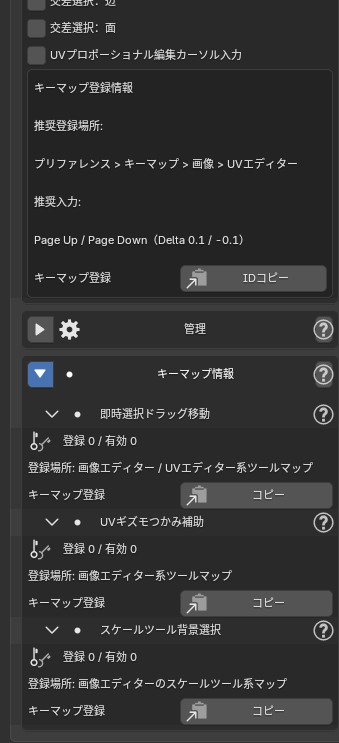 交差選択: 辺
交差選択: 面
UVプロポーショナル編集カーソル入力
キーマップ登録情報
推奨登録場所:
プリファレンス > キーマップ > 画像 > UVエディター
推奨入力:
Page Up / Page Down（Delta 0.1 / -0.1）
キーマップ登録 IDコピー
管理 ?
キーマップ情報 ?
即時選択ドラッグ移動 ?
登録 0 / 有効 0
登録場所: 画像エディター / UVエディター系ツールマップ
キーマップ登録 コピー
UVギズモつかみ補助 ?
登録 0 / 有効 0
登録場所: 画像エディター系ツールマップ
キーマップ登録 コピー
スケールツール背景選択 ?
登録 0 / 有効 0
登録場所: 画像エディターのスケールツール系マップ
キーマップ登録 コピー